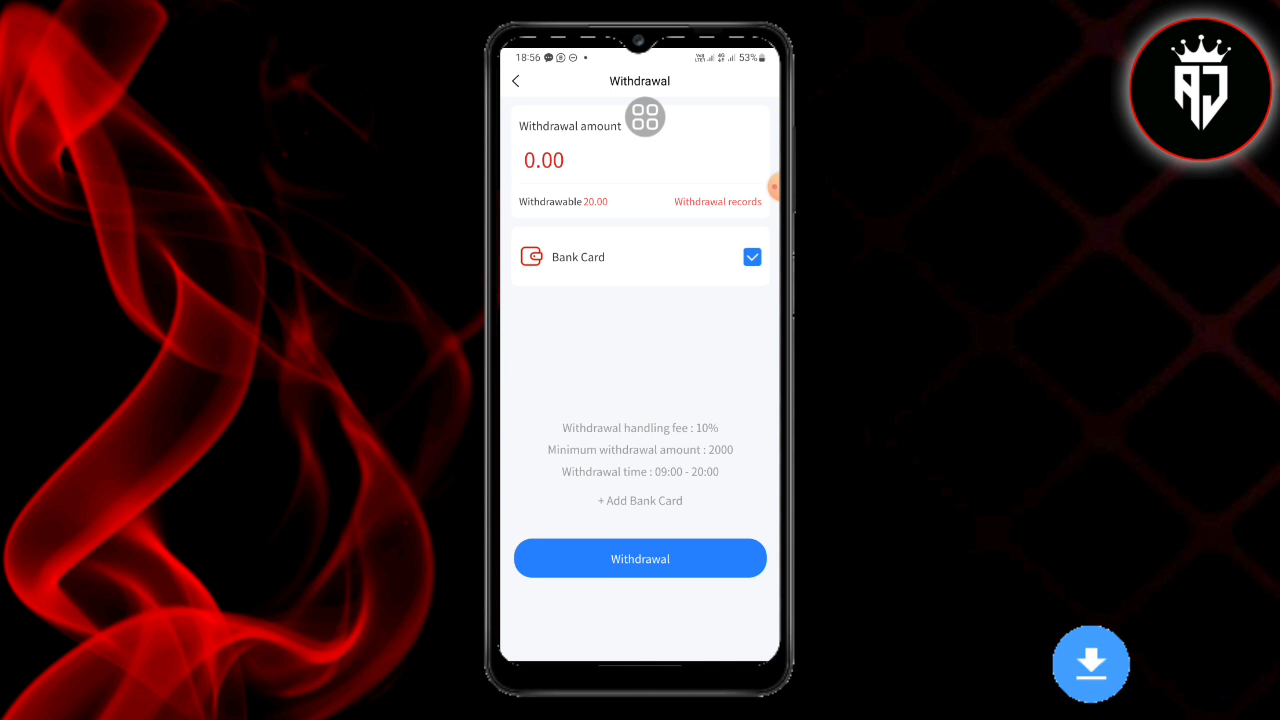 18:56 53%
Withdrawal
Withdrawal amount
0.00
Withdrawable 20.00 Withdrawal records
Bank Card
Withdrawal handling fee : 10%
Minimum withdrawal amount : 2000
Withdrawal time : 09:00 - 20:00
+ Add Bank Card
Withdrawal
AJ